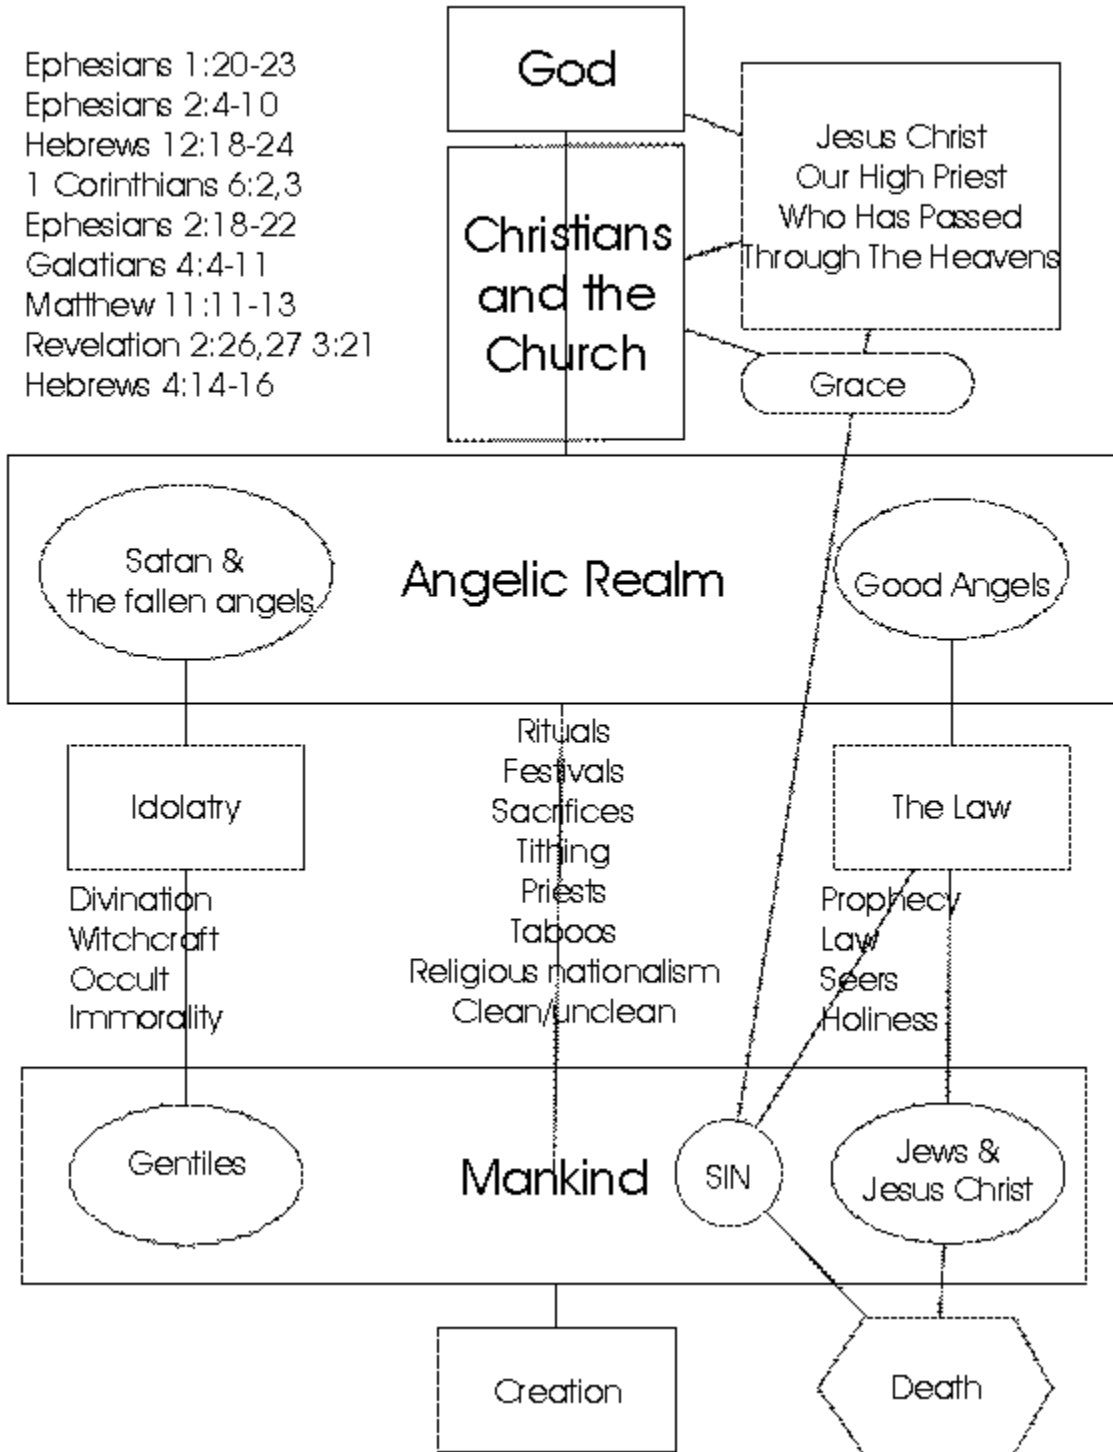 Ephesians 1:20-23
Ephesians 2:4-10
Hebrews 12:18-24
1 Corinthians 6:2,3
Ephesians 2:18-22
Galatians 4:4-11
Matthew 11:11-13
Revelation 2:26,27 3:21
Hebrews 4:14-16
God
Jesus Christ
Our High Priest
Who Has Passed
Through The Heavens
Christians
and the
Church
Grace
Satan &
the fallen angels
Angelic Realm
Good Angels
Idolatry
Divination
Witchcraft
Occult
Immorality
Rituals
Festivals
Sacrifices
Tithing
Priests
Taboos
Religious nationalism
Clean/unclean
The Law
Prophecy
Law
Seers
Holiness
Gentiles
Mankind
SIN
Jews &
Jesus Christ
Creation
Death